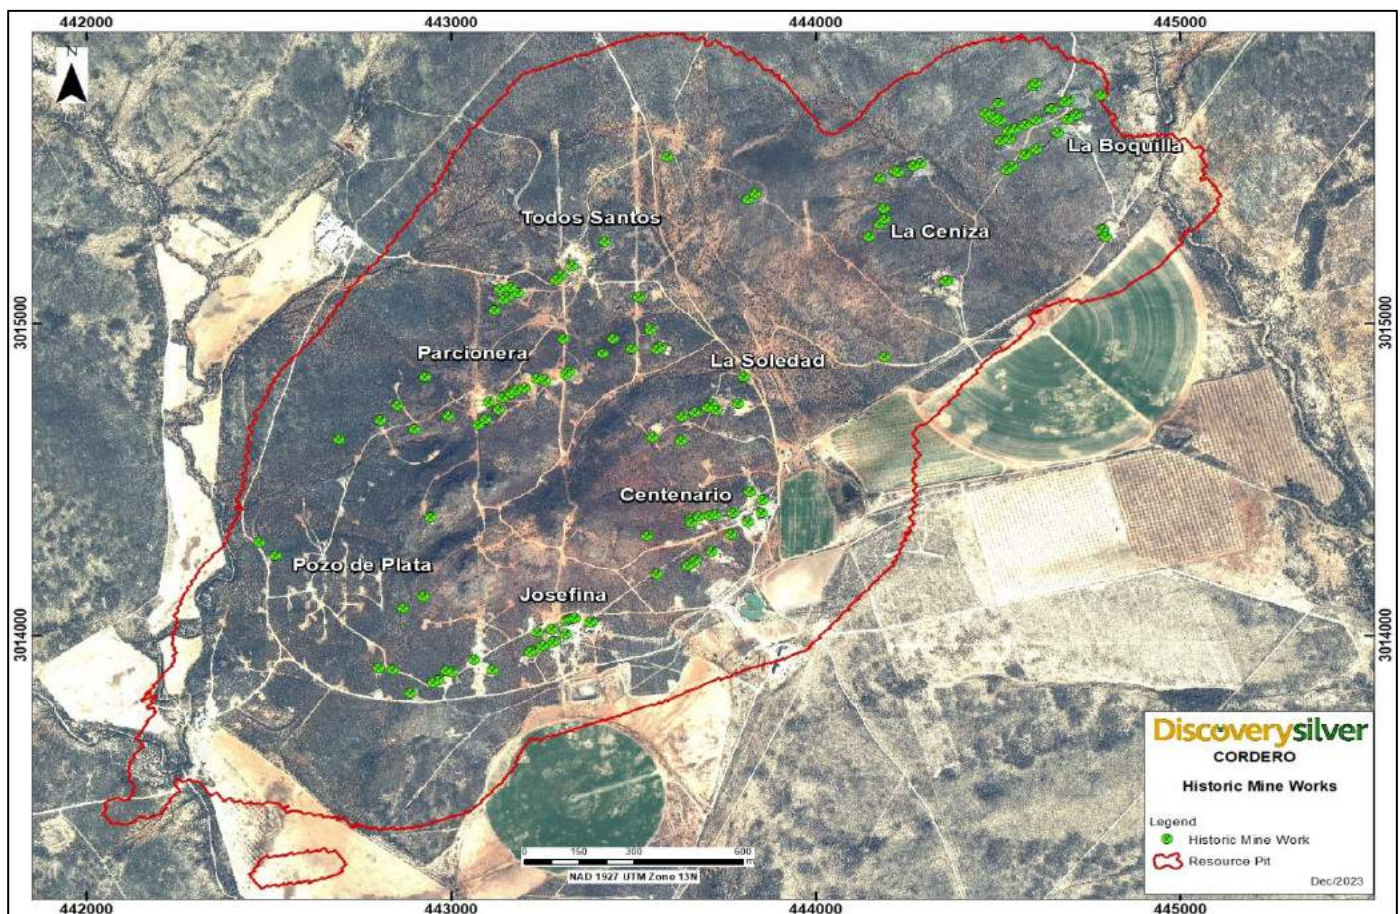 442000 443000 444000 445000
N
La Boquilla
Todos Santos
La Ceniza
3015000 3015000
Parcionera
La Soledad
Centenario
Pozo de Plata
Josefina
3014000 3014000
Discoverysilver
CORDERO
Historic Mine Works
Legend
Historic Mine Work
Resource Pit
Dec/2023
0 150 300 600
m
NAD 1927 UTM Zone 13N
442000 443000 444000 445000